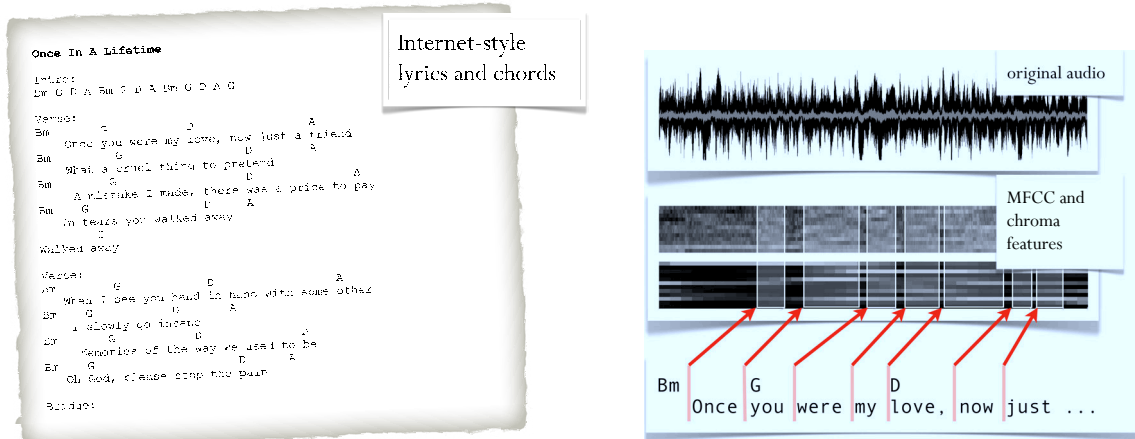 Once In A Lifetime
Internet-style
lyrics and chords
Intro:
Bm G D A Bm G D A Bm G D A G
Verse:
Bm G D A
Once you were my love, now just a friend
Bm G D A
What a cruel thing to pretend
Bm G D A
A mistake I made, there was a price to pay
Bm G D A
In tears you walked away
D
Walked away
Verse:
Bm G D A
When I see you hand in hand with some other
Bm G D A
I slowly go insane
Bm G D A
Memories of the way we used to be
Bm G D A
Oh God, please stop the pain
Bridge:
original audio
MFCC and
chroma
features
Bm G D
Once you were my love, now just ...